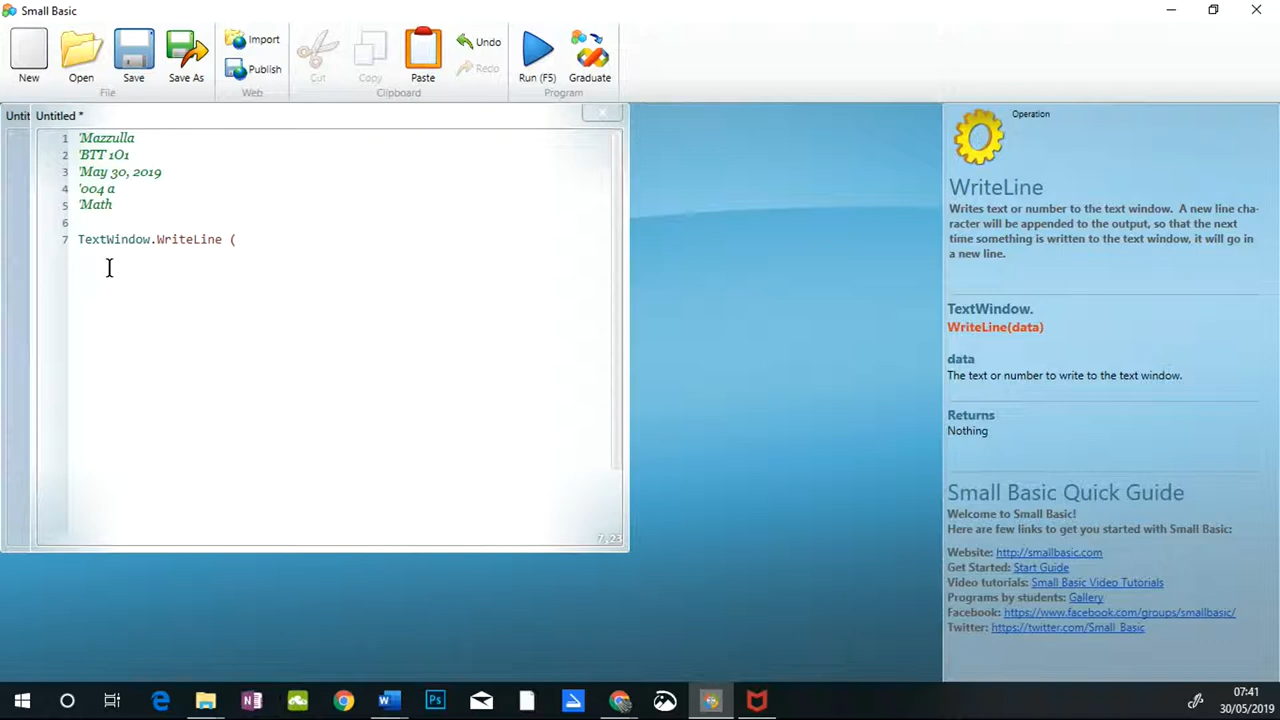 Small Basic
New
Open
Save
Save As
Import
Publish
Cut
Copy
Paste
Undo
Redo
Run (F5)
Graduate
File
Web
Clipboard
Program
Untit
Untitled *
1 'Mazzulla
2 'BTT 1O1
3 'May 30, 2019
4 '004 a
5 'Math
6
7 TextWindow.WriteLine (
7,23
Operation
WriteLine
Writes text or number to the text window. A new line cha-
racter will be appended to the output, so that the next
time something is written to the text window, it will go in
a new line.
TextWindow.
WriteLine(data)
data
The text or number to write to the text window.
Returns
Nothing
Small Basic Quick Guide
Welcome to Small Basic!
Here are few links to get you started with Small Basic:
Website: http://smallbasic.com
Get Started: Start Guide
Video tutorials: Small Basic Video Tutorials
Programs by students: Gallery
Facebook: https://www.facebook.com/groups/smallbasic/
Twitter: https://twitter.com/Small_Basic
07:41
30/05/2019